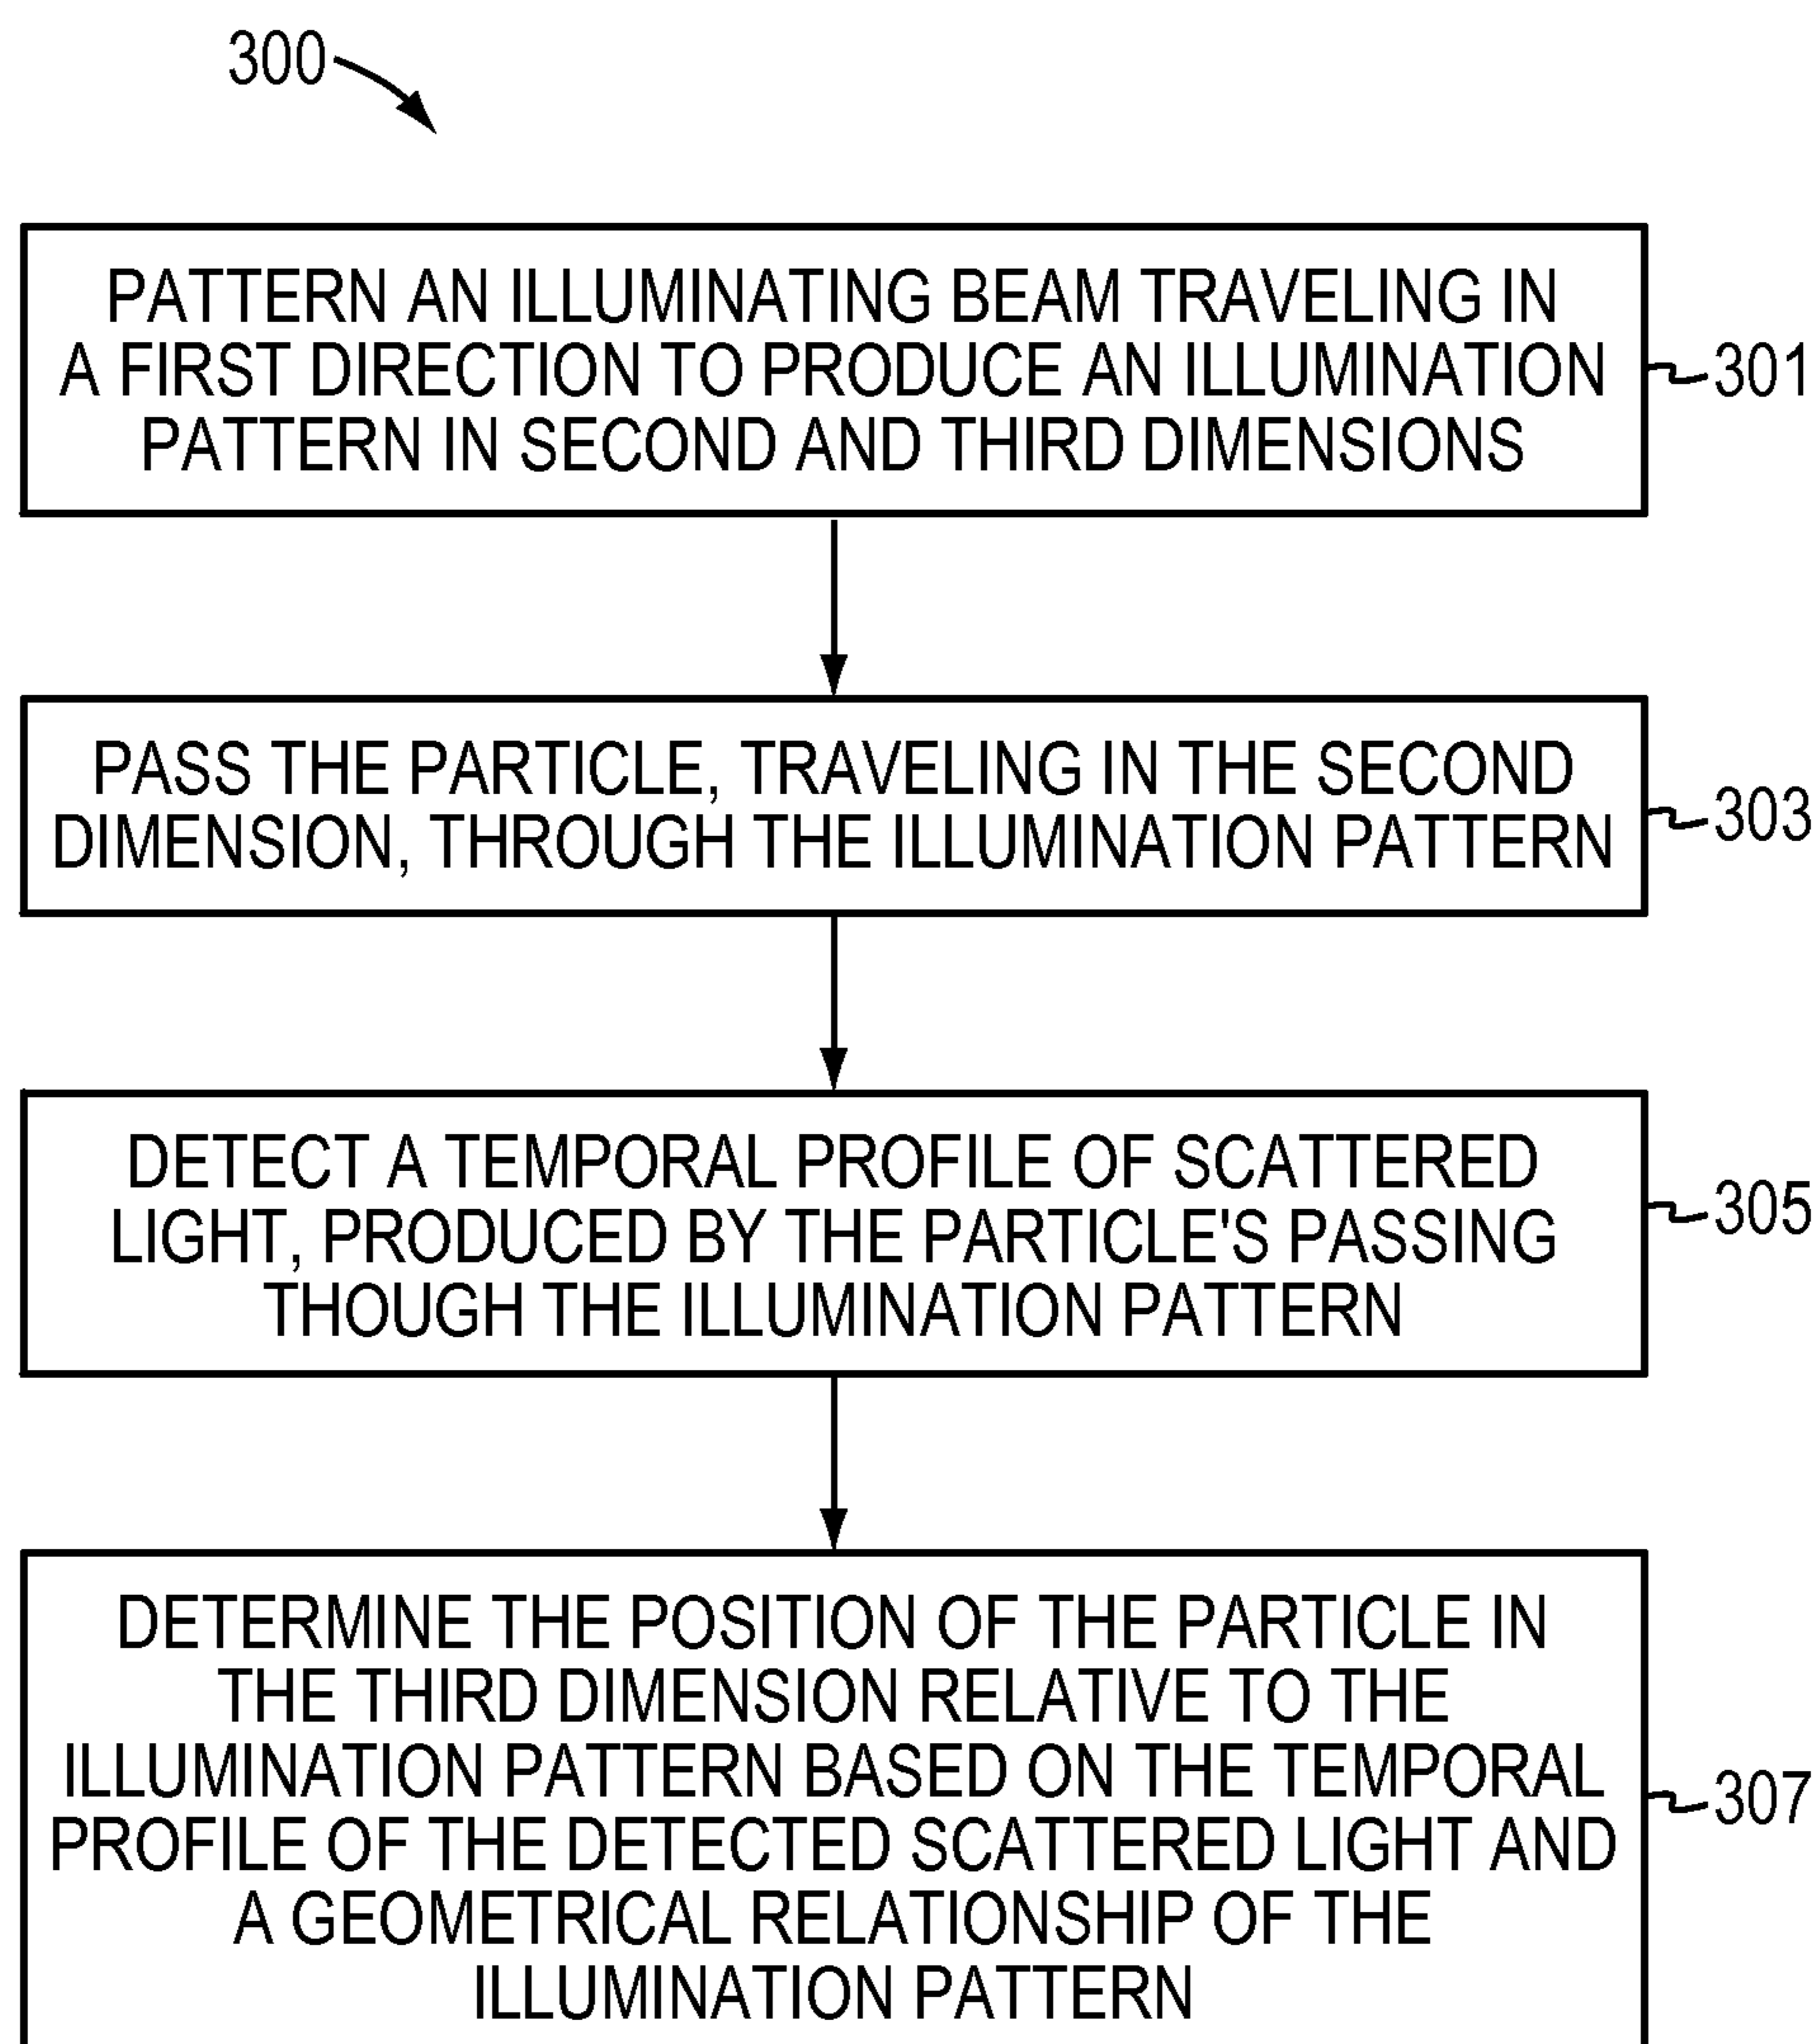 300
PATTERN AN ILLUMINATING BEAM TRAVELING IN
A FIRST DIRECTION TO PRODUCE AN ILLUMINATION
PATTERN IN SECOND AND THIRD DIMENSIONS
301
PASS THE PARTICLE, TRAVELING IN THE SECOND
DIMENSION, THROUGH THE ILLUMINATION PATTERN
303
DETECT A TEMPORAL PROFILE OF SCATTERED
LIGHT, PRODUCED BY THE PARTICLE'S PASSING
THOUGH THE ILLUMINATION PATTERN
305
DETERMINE THE POSITION OF THE PARTICLE IN
THE THIRD DIMENSION RELATIVE TO THE
ILLUMINATION PATTERN BASED ON THE TEMPORAL
PROFILE OF THE DETECTED SCATTERED LIGHT AND
A GEOMETRICAL RELATIONSHIP OF THE
ILLUMINATION PATTERN
307